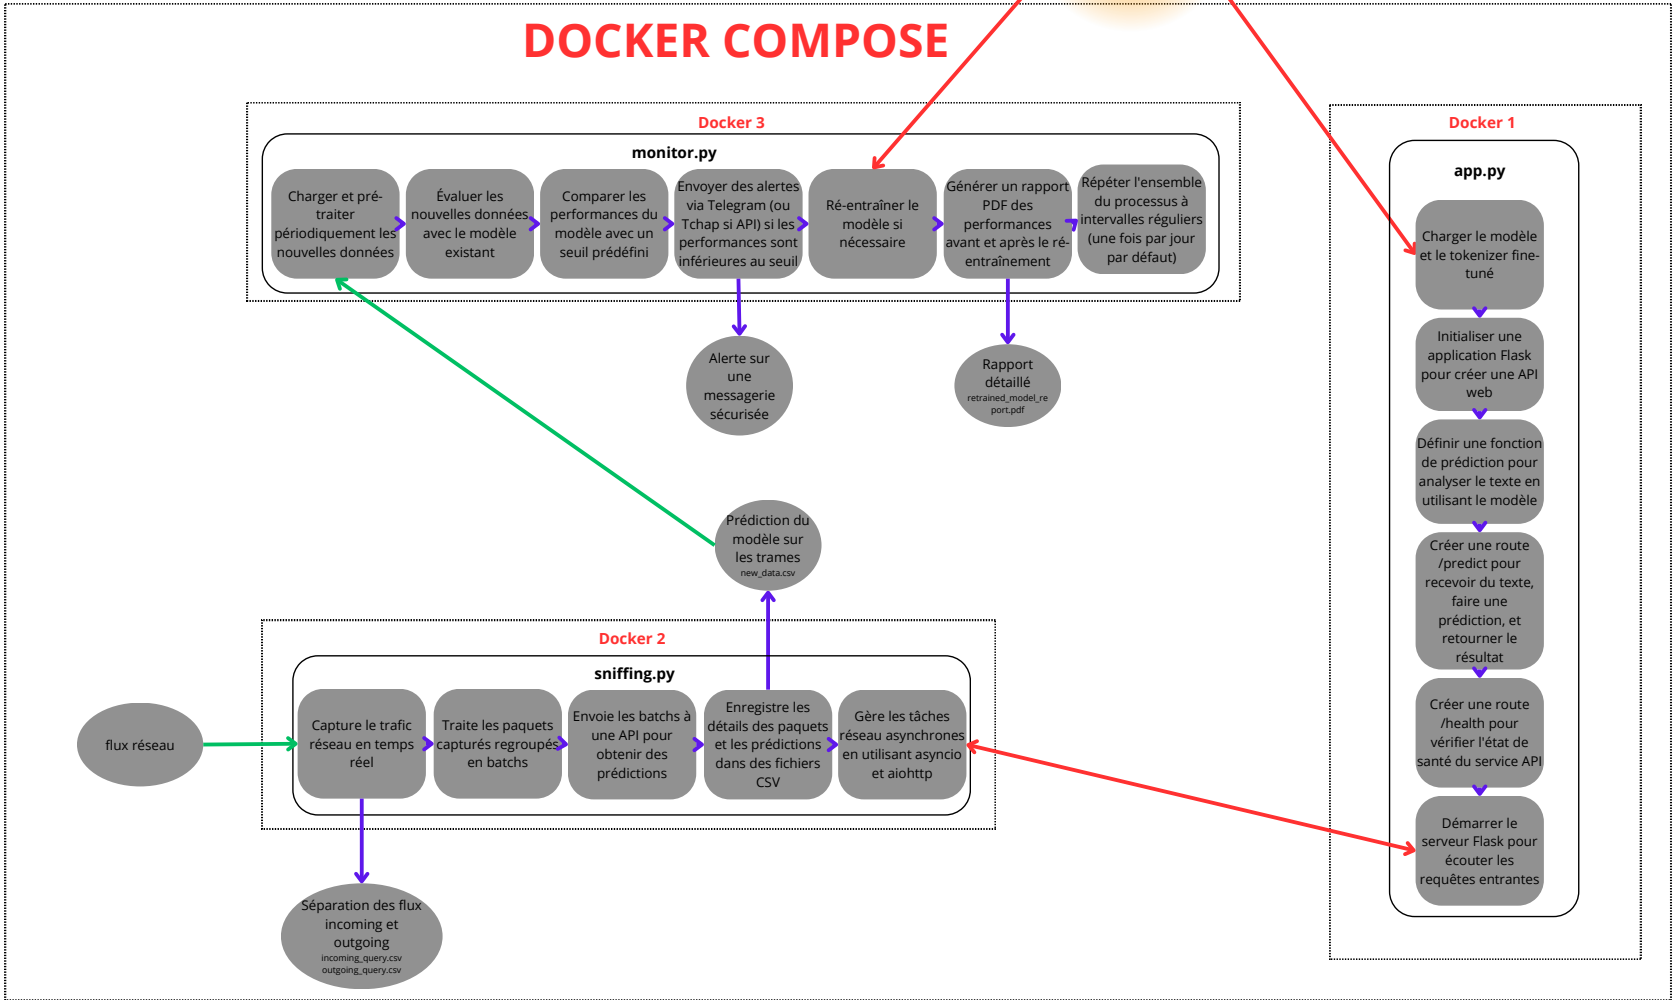 DOCKER COMPOSE
Docker 3
monitor.py
Charger et pré-
traiter
périodiquement les
nouvelles données
Évaluer les
nouvelles données
avec le modèle
existant
Comparer les
performances du
modèle avec un
seuil prédéfini
Envoyer des alertes
via Telegram (ou
Tchap si API) si les
performances sont
inférieures au seuil
Ré-entraîner le
modèle si
nécessaire
Générer un rapport
PDF des
performances
avant et après le ré-
entraînement
Répéter l'ensemble
du processus à
intervalles réguliers
(une fois par jour
par défaut)
Alerte sur
une
messagerie
sécurisée
Rapport
détaillé
retrained_model_re
port.pdf
Docker 1
app.py
Charger le modèle
et le tokenizer fine-
tuné
Initialiser une
application Flask
pour créer une API
web
Définir une fonction
de prédiction pour
analyser le texte en
utilisant le modèle
Créer une route
/predict pour
recevoir du texte,
faire une
prédiction, et
retourner le
résultat
Créer une route
/health pour
vérifier l'état de
santé du service API
Démarrer le
serveur Flask pour
écouter les
requêtes entrantes
Prédiction du
modèle sur
les trames
new_data.csv
Docker 2
sniffing.py
flux réseau
Capture le trafic
réseau en temps
réel
Traite les paquets
capturés regroupés
en batchs
Envoie les batchs à
une API pour
obtenir des
prédictions
Enregistre les
détails des paquets
et les prédictions
dans des fichiers
CSV
Gère les tâches
réseau asynchrones
en utilisant asyncio
et aiohttp
Séparation des flux
incoming et
outgoing
incoming_query.csv
outgoing_query.csv